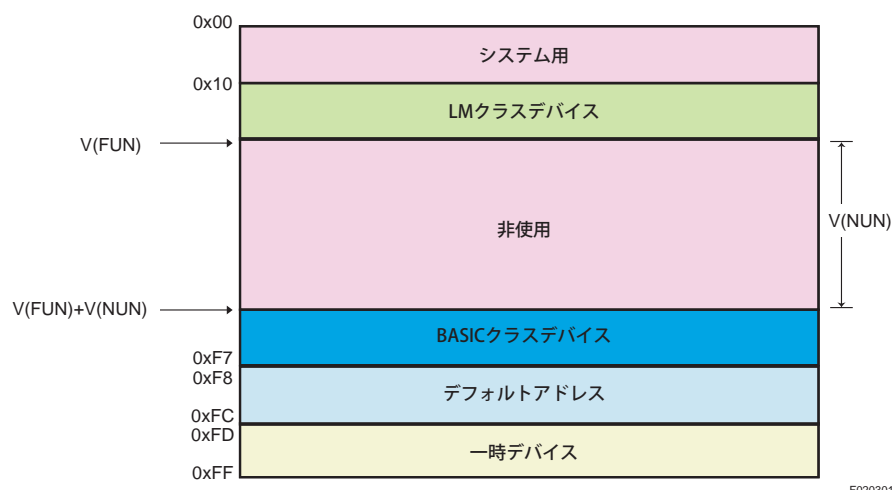 0x00
システム用
0x10
LMクラスデバイス
V(FUN)
非使用
V(NUN)
V(FUN)+V(NUN)
BASICクラスデバイス
0xF7
0xF8
デフォルトアドレス
0xFC
0xFD
一時デバイス
0xFF
F020301